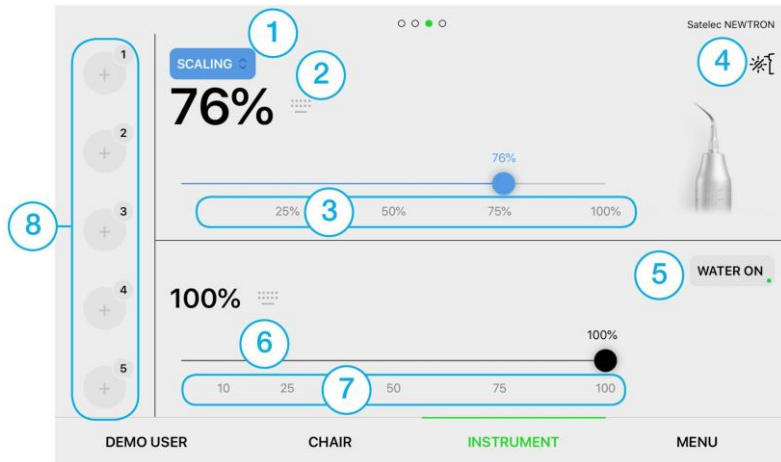 1
Satelec NEWTRON
1
SCALING
2
4
76%
2
76%
3
8
25% 3 50% 75% 100%
4
5
WATER ON
100%
6
100%
5
10 25 7 50 75 100
DEMO USER CHAIR INSTRUMENT MENU